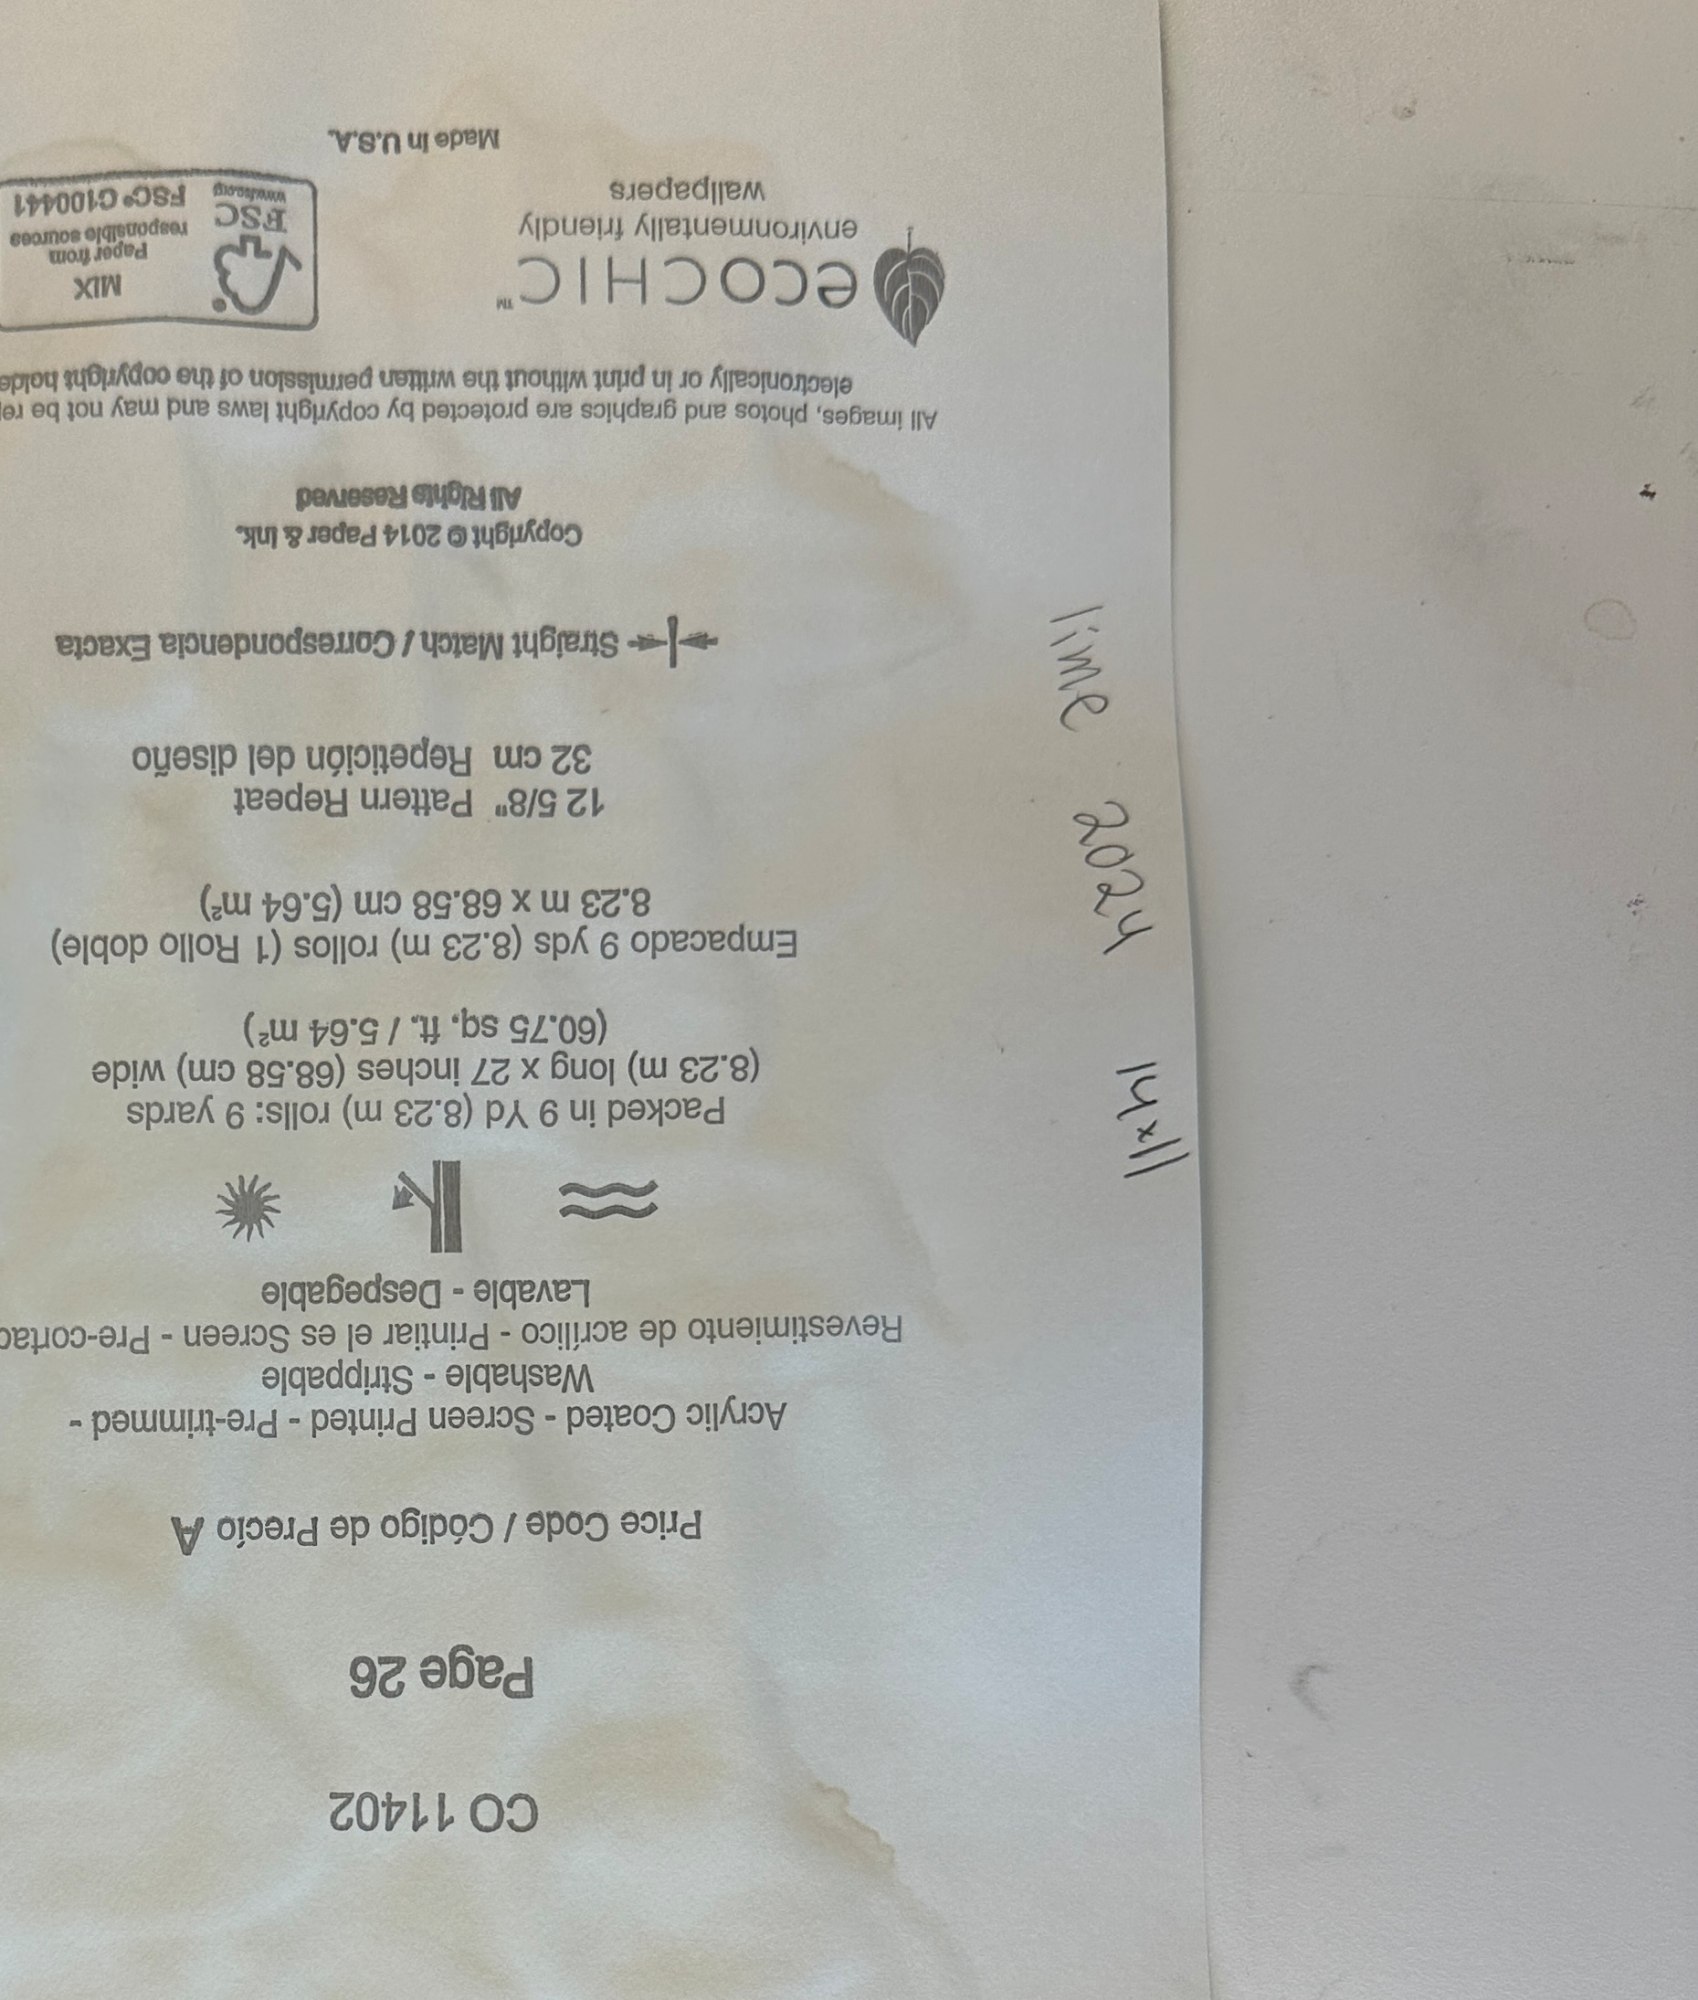 CO 11402
Page 26
Price Code / Código de Precio A
Acrylic Coated - Screen Printed - Pre-trimmed -
Washable - Strippable
Revestimiento de acrílico - Printiar el es Screen - Pre-cortad
Lavable - Despegable
Packed in 9 Yd (8.23 m) rolls: 9 yards
(8.23 m) long x 27 inches (68.58 cm) wide
(60.75 sq. ft. / 5.64 m²)
Empacado 9 yds (8.23 m) rollos (1 Rollo doble)
8.23 m x 68.58 cm (5.64 m²)
12 5/8" Pattern Repeat
32 cm Repetición del diseño
Straight Match / Correspondencia Exacta
Copyright © 2014 Paper & Ink.
All Rights Reserved
All images, photos and graphics are protected by copyright laws and may not be re
electronically or in print without the written permission of the copyright holde
ecoCHIC™
environmentally friendly
wallpapers
MIX
Paper from
responsible sources
FSC® C100441
FSC
www.fsc.org
Made in U.S.A.
lime 2024 14x11